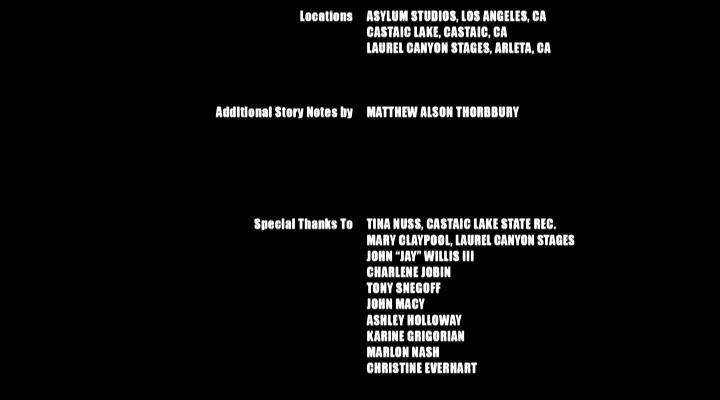 Locations ASYLUM STUDIOS, LOS ANGELES, CA
CASTAIC LAKE, CASTAIC, CA
LAUREL CANYON STAGES, ARLETA, CA
Additional Story Notes by MATTHEW ALSON THORBBURY
Special Thanks To TINA NUSS, CASTAIC LAKE STATE REC.
MARY CLAYPOOL, LAUREL CANYON STAGES
JOHN “JAY” WILLIS III
CHARLENE JOBIN
TONY SNEGOFF
JOHN MACY
ASHLEY HOLLOWAY
KARINE GRIGORIAN
MARLON NASH
CHRISTINE EVERHART